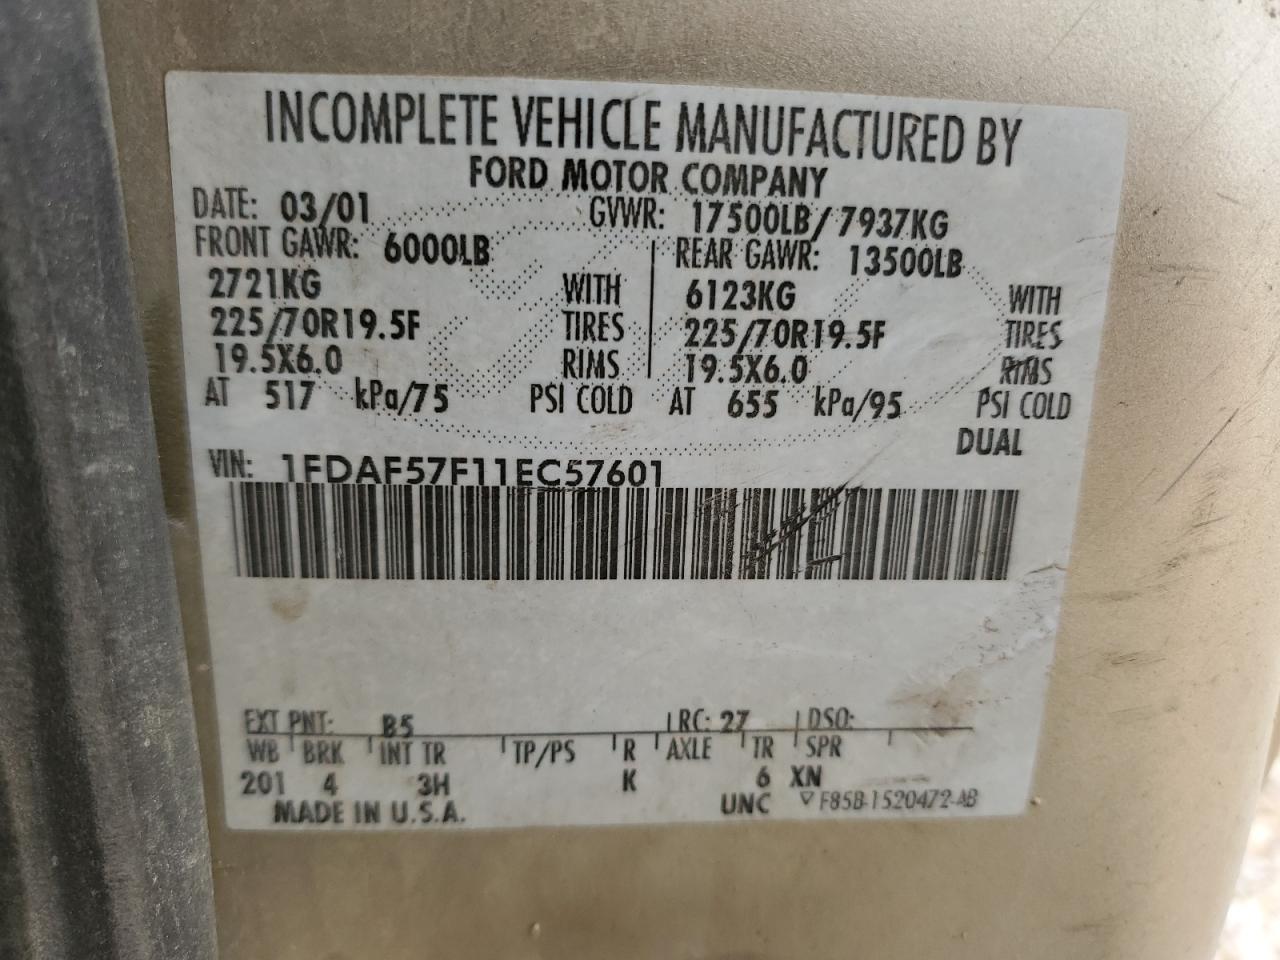 INCOMPLETE VEHICLE MANUFACTURED BY
FORD MOTOR COMPANY
DATE: 03/01 GVWR: 17500LB/7937KG
FRONT GAWR: 6000LB REAR GAWR: 13500LB
2721KG WITH 6123KG WITH
225/70R19.5F TIRES 225/70R19.5F TIRES
19.5X6.0 RIMS 19.5X6.0 RIMS
AT 517 kPa/75 PSI COLD AT 655 kPa/95 PSI COLD
DUAL
VIN: 1FDAF57F11EC57601
EXT PNT: B5 RC: 27 DSO:
WB BRK INT TR TP/PS R AXLE TR SPR
201 4 3H K 6 XN
MADE IN U.S.A. UNC F85B-1520472-AB